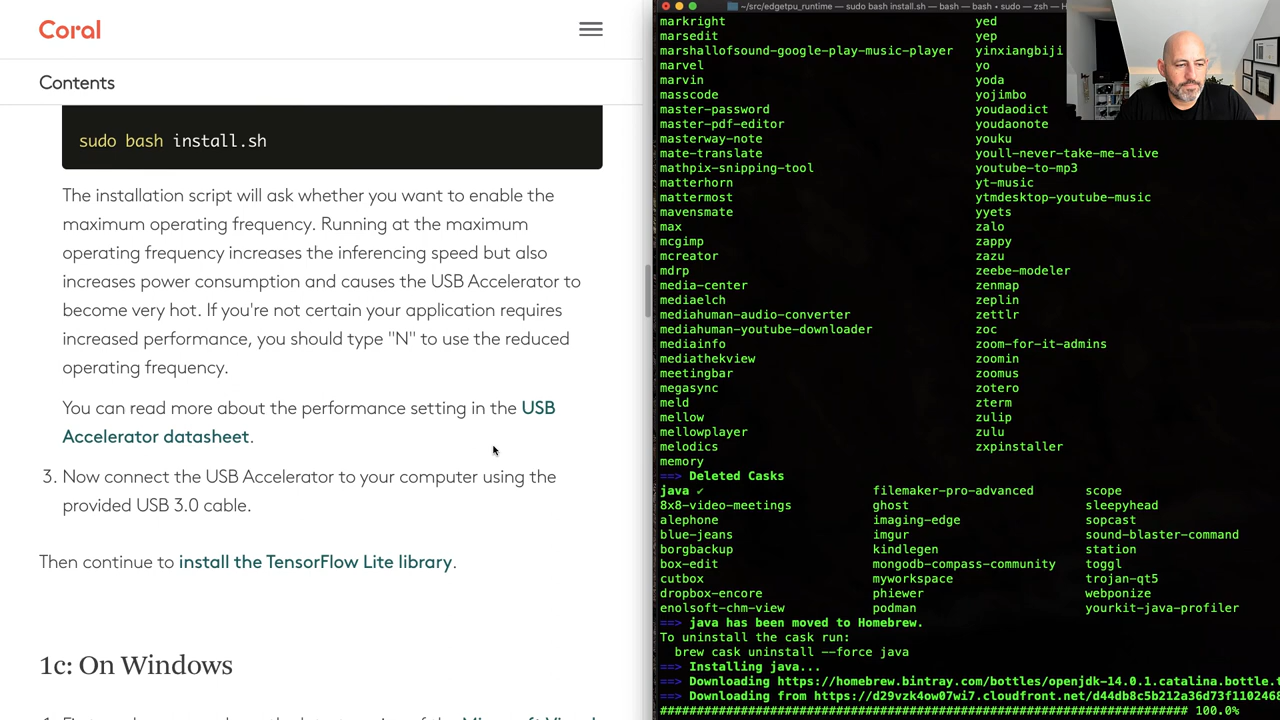 Coral
Contents
sudo bash install.sh
The installation script will ask whether you want to enable the
maximum operating frequency. Running at the maximum
operating frequency increases the inferencing speed but also
increases power consumption and causes the USB Accelerator to
become very hot. If you're not certain your application requires
increased performance, you should type "N" to use the reduced
operating frequency.
You can read more about the performance setting in the USB
Accelerator datasheet.
3. Now connect the USB Accelerator to your computer using the
provided USB 3.0 cable.
Then continue to install the TensorFlow Lite library.
1c: On Windows
~/src/edgetpu_runtime — sudo bash install.sh — bash — bash • sudo — zsh —
markright yed
marsedit yep
marshallofsound-google-play-music-player yinxiangbiji
marvel yo
marvin yoda
masscode yojimbo
master-password youdaodict
master-pdf-editor youdaonote
masterway-note youku
mate-translate youll-never-take-me-alive
mathpix-snipping-tool youtube-to-mp3
matterhorn yt-music
mattermost ytmdesktop-youtube-music
mavensmate yyets
max zalo
mcgimp zappy
mcreator zazu
mdrp zeebe-modeler
media-center zenmap
mediaelch zeplin
mediahuman-audio-converter zettlr
mediahuman-youtube-downloader zoc
mediainfo zoom-for-it-admins
mediathekview zoomin
meetingbar zoomus
megasync zotero
meld zterm
mellow zulip
mellowplayer zulu
melodics zxpinstaller
memory
==> Deleted Casks
java ✔ filemaker-pro-advanced scope
8x8-video-meetings ghost sleepyhead
alephone imaging-edge sopcast
blue-jeans imgur sound-blaster-command
borgbackup kindlegen station
box-edit mongodb-compass-community toggl
cutbox myworkspace trojan-qt5
dropbox-encore phiewer webponize
enolsoft-chm-view podman yourkit-java-profiler
==> java has been moved to Homebrew.
To uninstall the cask run:
brew cask uninstall --force java
==> Installing java...
==> Downloading https://homebrew.bintray.com/bottles/openjdk-14.0.1.catalina.bottle.
==> Downloading from https://d29vzk4ow07wi7.cloudfront.net/d44db8c5b212a36d73f1102468
######################################################################## 100.0%